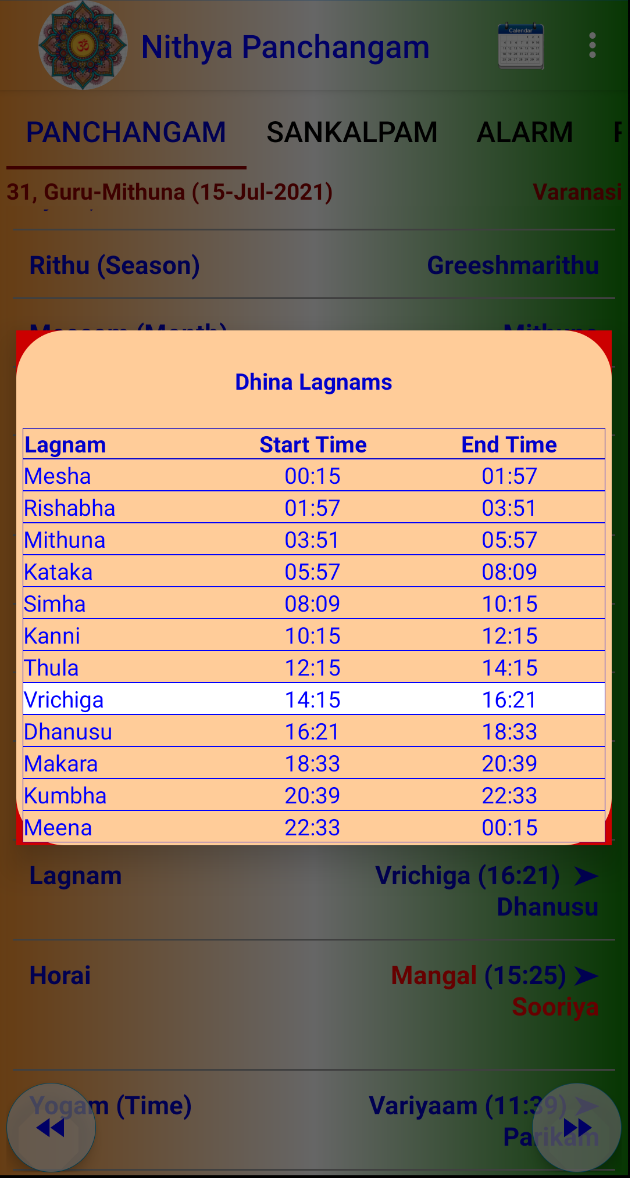 Calendar
Nithya Panchangam
PANCHANGAM SANKALPAM ALARM
31, Guru-Mithuna (15-Jul-2021) Varanasi
Rithu (Season) Greeshmarithu
Dhina Lagnams
Lagnam Start Time End Time
Mesha 00:15 01:57
Rishabha 01:57 03:51
Mithuna 03:51 05:57
Kataka 05:57 08:09
Simha 08:09 10:15
Kanni 10:15 12:15
Thula 12:15 14:15
Vrichiga 14:15 16:21
Dhanusu 16:21 18:33
Makara 18:33 20:39
Kumbha 20:39 22:33
Meena 22:33 00:15
Lagnam Vrichiga (16:21) ➤
Dhanusu
Horai Mangal (15:25) ➤
Sooriya
Yogam (Time) Variyaam (11:39) ➤
Parikam